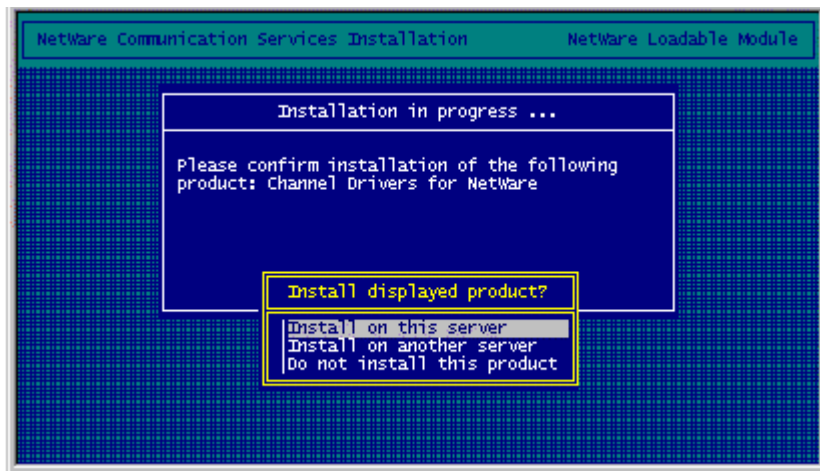 NetWare Communication Services Installation NetWare Loadable Module
Installation in progress ...
Please confirm installation of the following
product: Channel Drivers for NetWare
Install displayed product?
Install on this server
Install on another server
Do not install this product